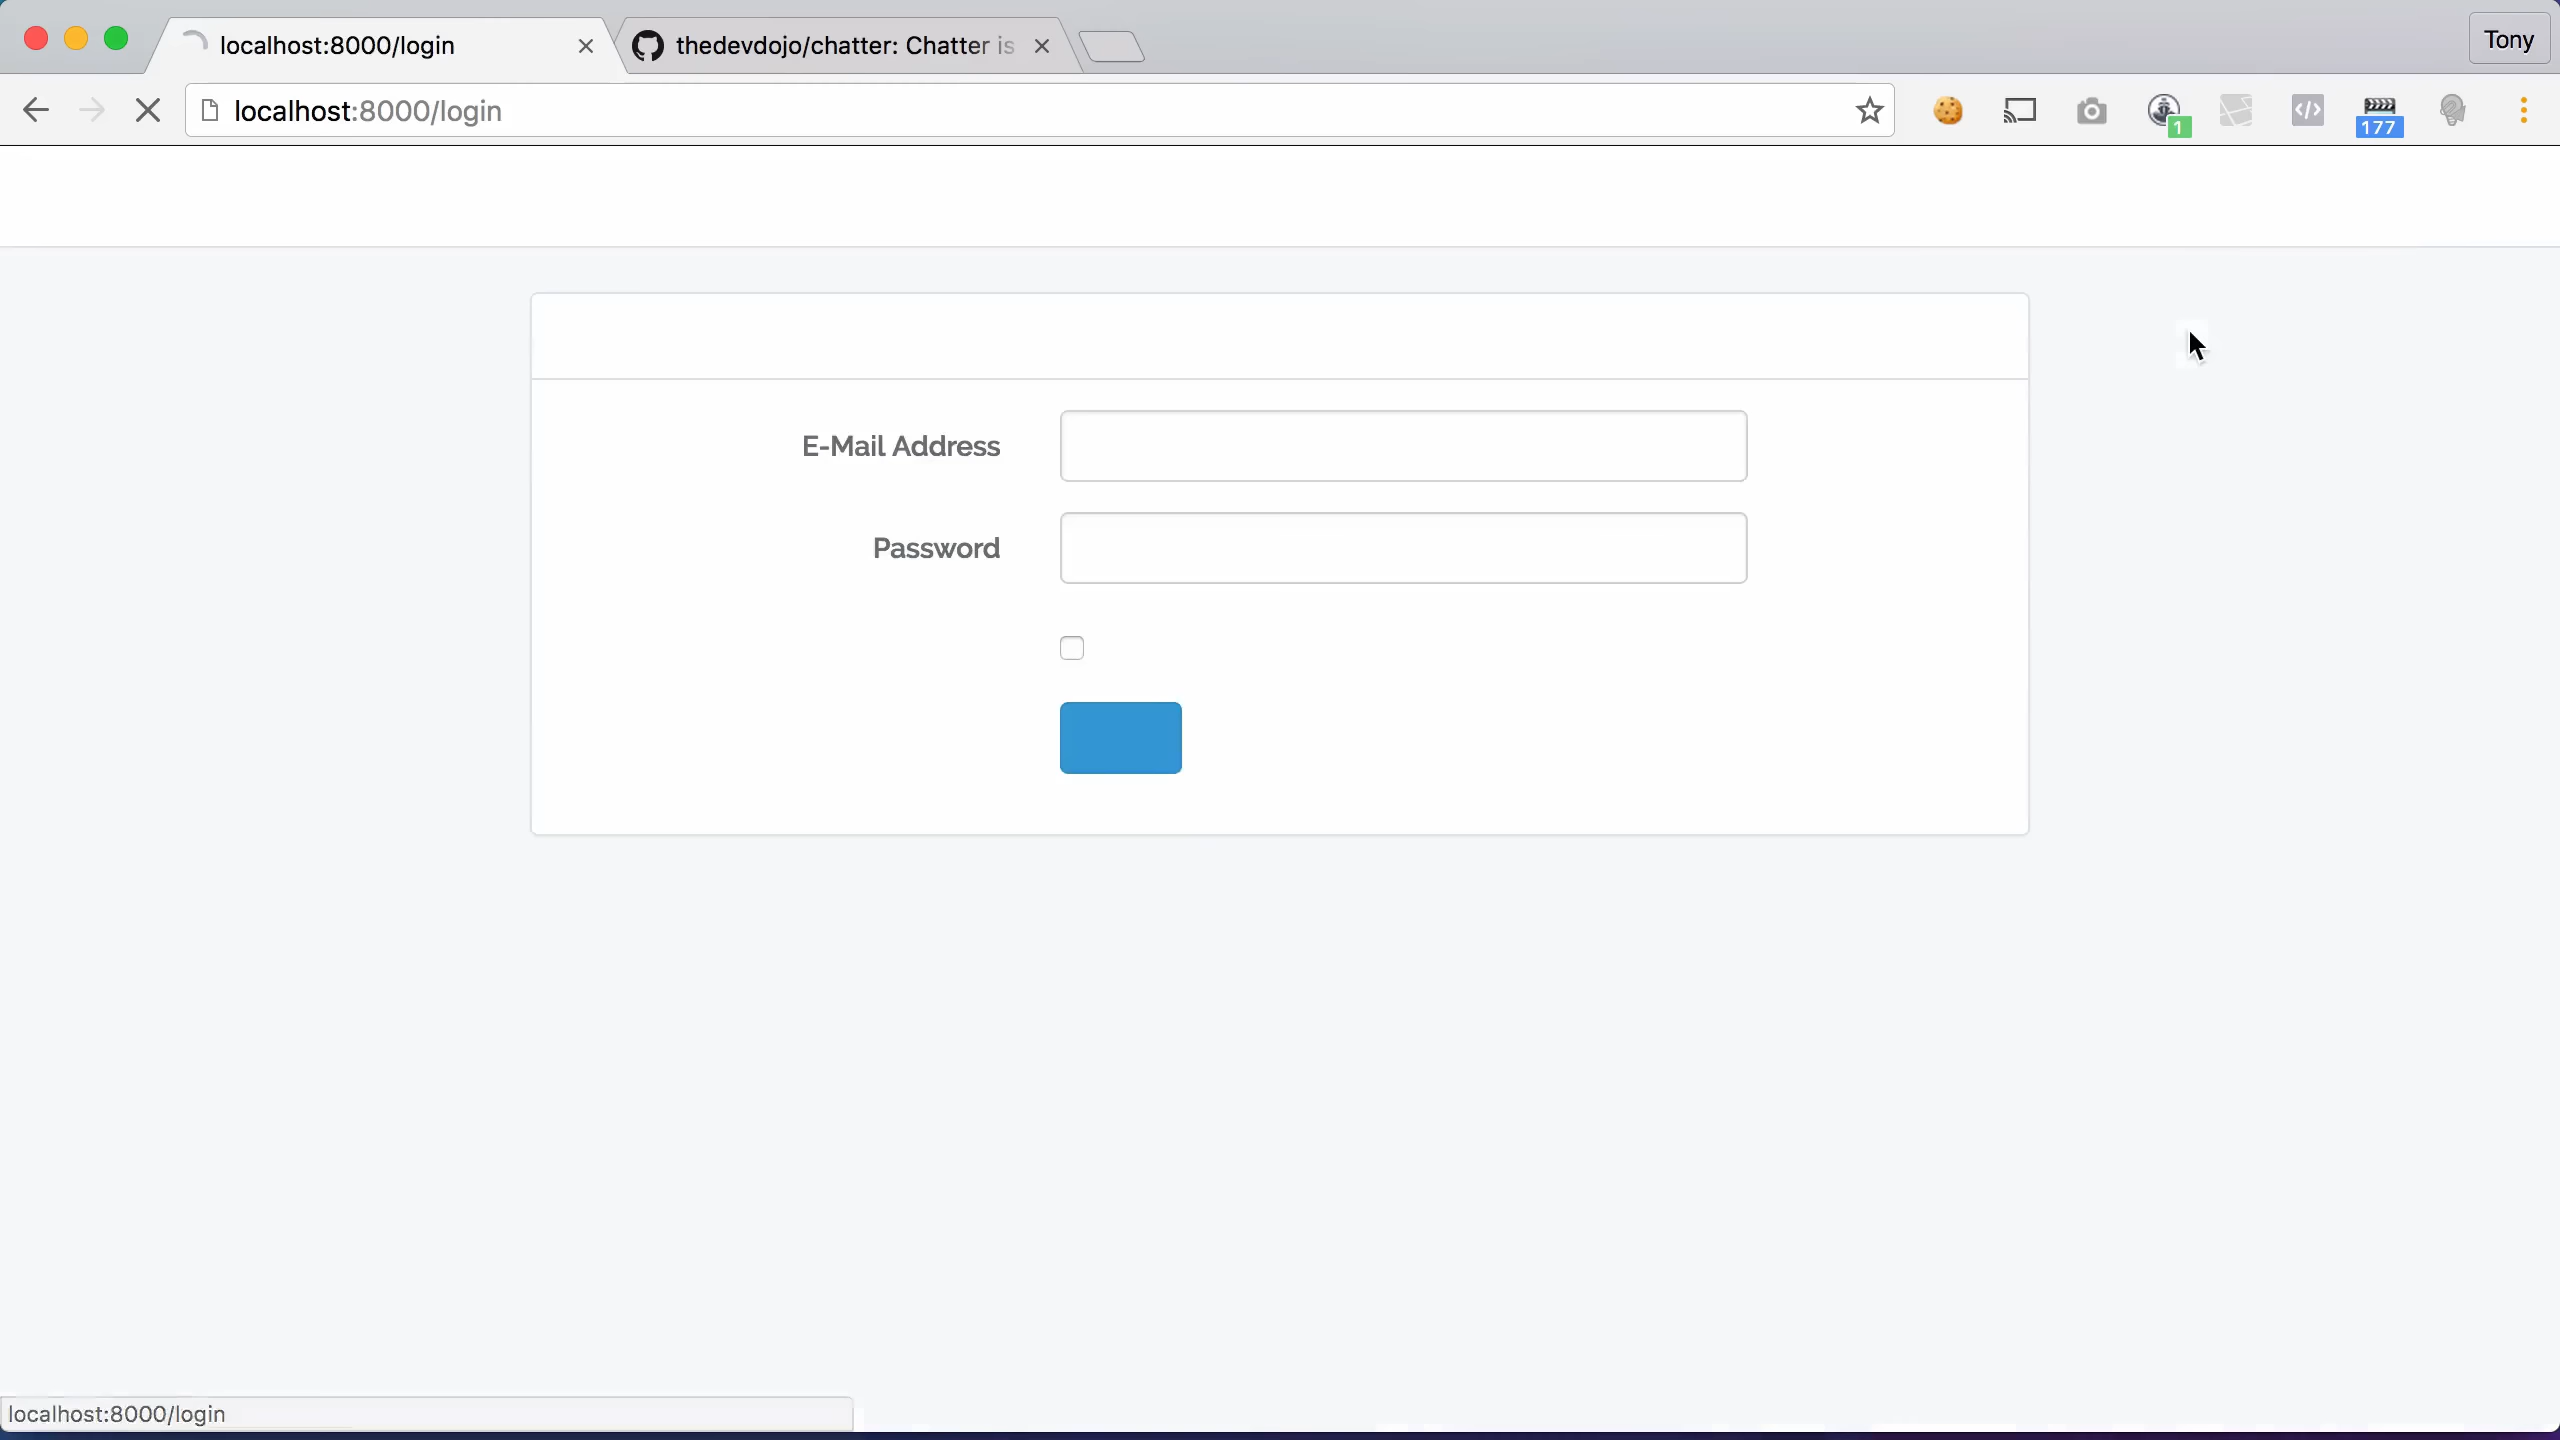 localhost:8000/login
thedevdojo/chatter: Chatter is
Tony
localhost:8000/login
1
177
E-Mail Address
Password
localhost:8000/login